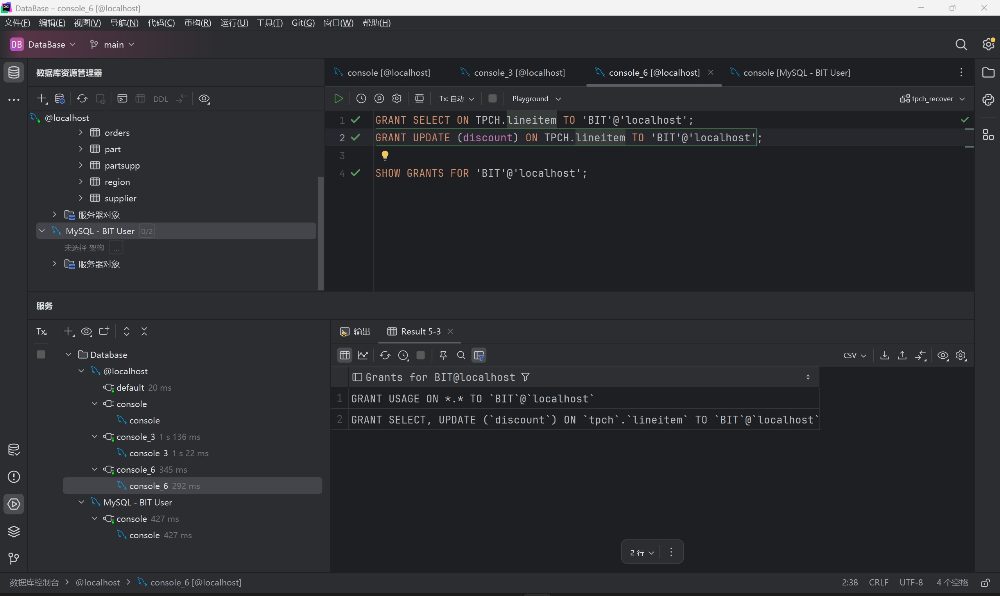 DataBase – console_6 [@localhost]
文件(F) 编辑(E) 视图(V) 导航(N) 代码(C) 重构(R) 运行(U) 工具(T) Git(G) 窗口(W) 帮助(H)
DB DataBase main
数据库资源管理器
DDL
@localhost
orders
part
partsupp
region
supplier
服务器对象
MySQL - BIT User 0/2
未选择 架构 ...
服务器对象
console [@localhost] console_3 [@localhost] console_6 [@localhost] console [MySQL - BIT User]
Tx: 自动 Playground tpch_recover
1 GRANT SELECT ON TPCH.lineitem TO 'BIT'@'localhost';
2 GRANT UPDATE (discount) ON TPCH.lineitem TO 'BIT'@'localhost';
3
4 SHOW GRANTS FOR 'BIT'@'localhost';
服务
Tx
Database
@localhost
default 20 ms
console
console
console_3 1 s 136 ms
console_3 1 s 22 ms
console_6 345 ms
console_6 292 ms
MySQL - BIT User
console 427 ms
console 427 ms
输出 Result 5-3
CSV
Grants for BIT@localhost
1 GRANT USAGE ON *.* TO `BIT`@`localhost`
2 GRANT SELECT, UPDATE (`discount`) ON `tpch`.`lineitem` TO `BIT`@`localhost`
2 行
数据库控制台 @localhost console_6 [@localhost]
2:38 CRLF UTF-8 4 个空格